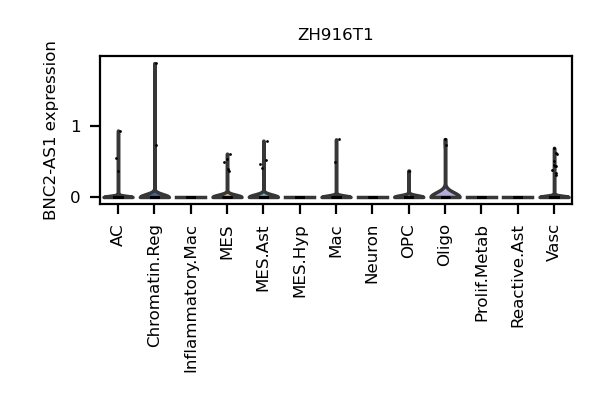 ZH916T1
BNC2-AS1 expression
1
0
AC
Chromatin.Reg
Inflammatory.Mac
MES
MES.Ast
MES.Hyp
Mac
Neuron
OPC
Oligo
Prolif.Metab
Reactive.Ast
Vasc